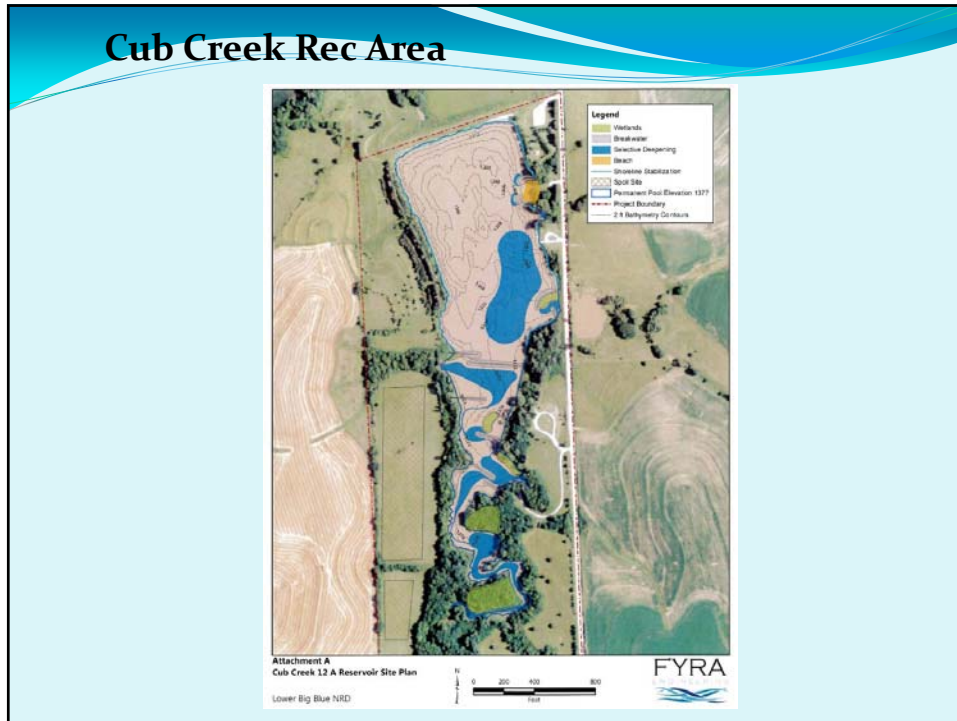 Cub Creek Rec Area
Legend
Wetlands
Breakwater
Selective Deepening
Beach
Shoreline Stabilization
Spoil Site
Permanent Pool Elevation 1377
Project Boundary
2 ft Bathymetry Contours
Attachment A
Cub Creek 12 A Reservoir Site Plan
Lower Big Blue NRD
N
0 200 400 800
Feet
FYRA
ENGINEERING